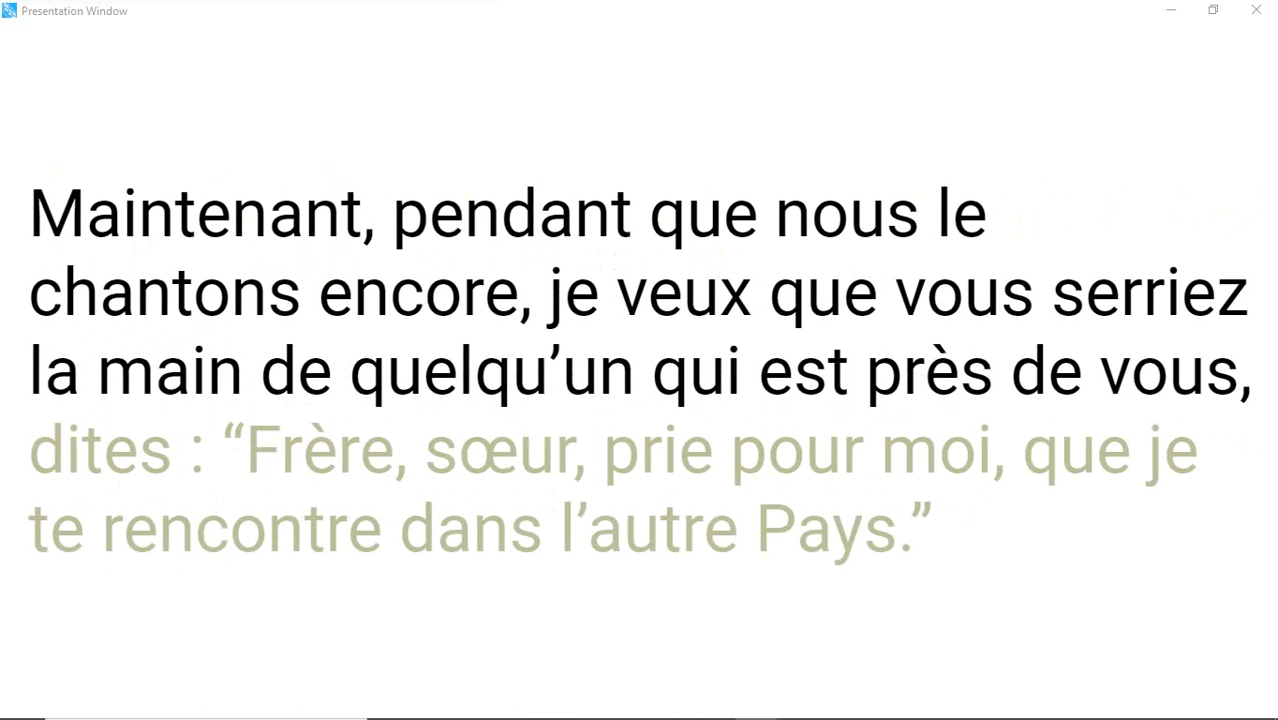 Presentation Window
Maintenant, pendant que nous le
chantons encore, je veux que vous serriez
la main de quelqu’un qui est près de vous,
dites : “Frère, sœur, prie pour moi, que je
te rencontre dans l’autre Pays.”